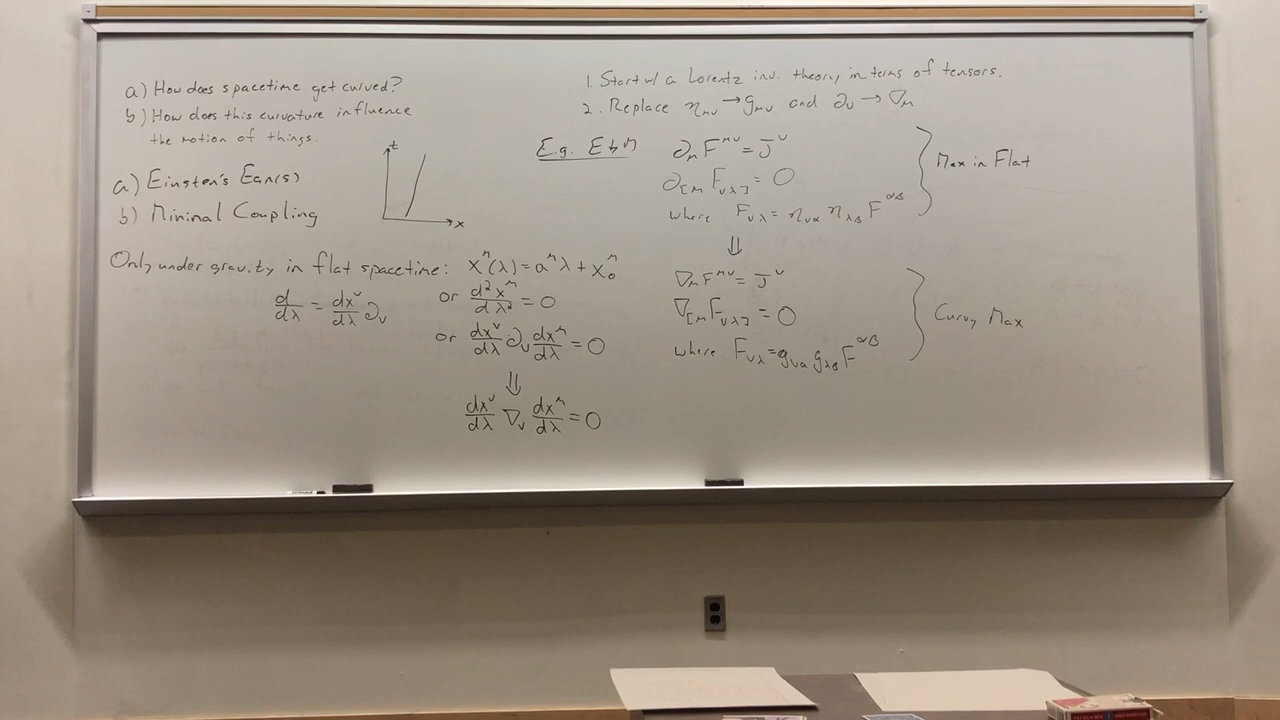 a) How does spacetime get curved?
b) How does this curvature influence
the motion of things.
a) Einstein's Eqn(s)
b) Minimal Coupling
t
x
Only under gravity in flat spacetime: x^μ(λ) = a^μ λ + x_0^μ
d/dλ = dx^ν/dλ ∂_ν
or d²x^μ/dλ² = 0
or dx^ν/dλ ∂_ν dx^μ/dλ = 0
⇓
dx^ν/dλ ∇_ν dx^μ/dλ = 0
1. Start w/ a Lorentz inv. theory, in terms of tensors.
2. Replace η_μν → g_μν and ∂_ν → ∇_μ
E.g. E&M
∂_μ F^μν = J^ν
∂_[μ F_νλ] = 0
where F_νλ = η_να η_λβ F^αβ
} Max in Flat
⇓
∇_μ F^μν = J^ν
∇_[μ F_νλ] = 0
where F_νλ = g_να g_λβ F^αβ
} Curvy Max